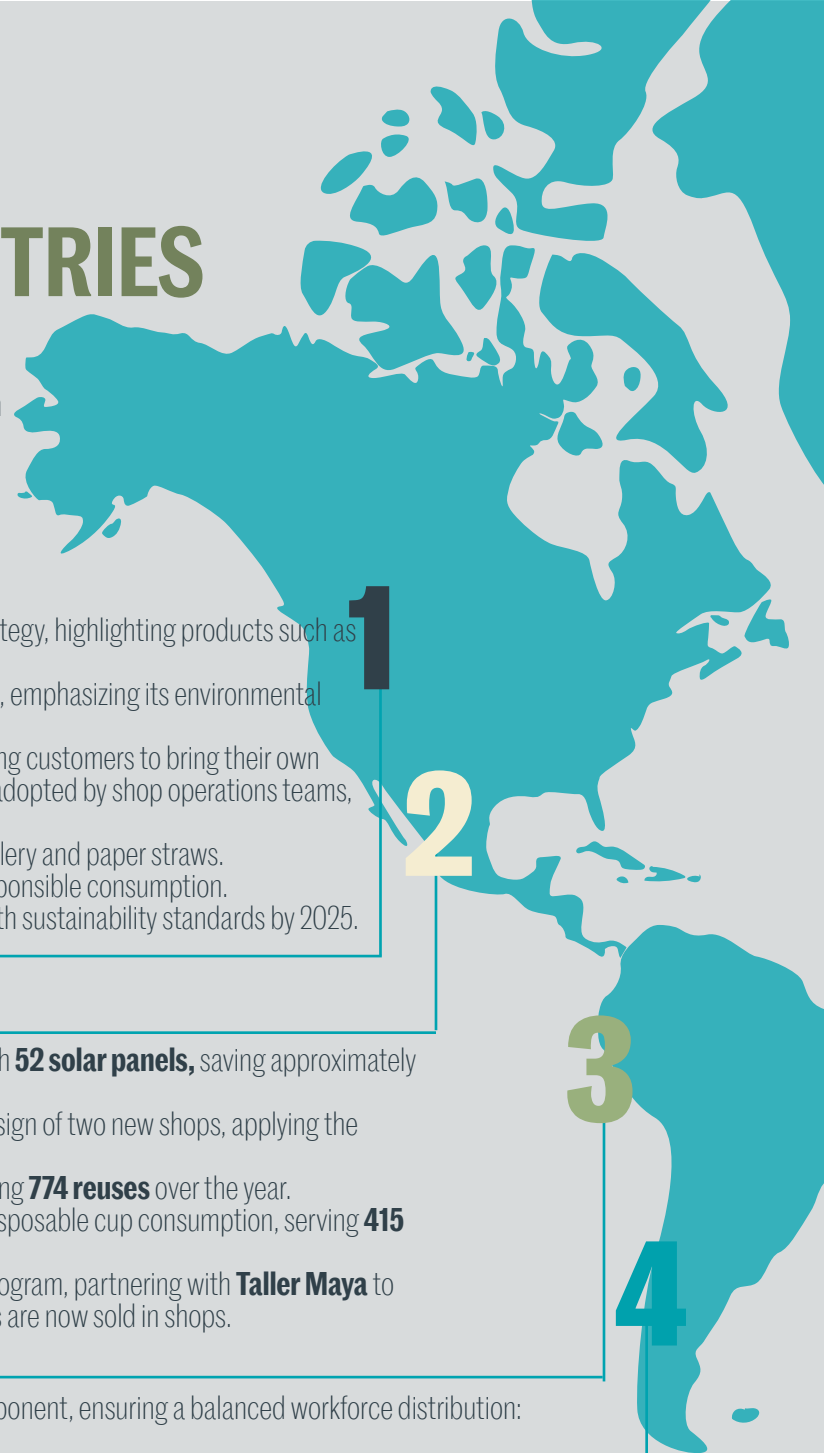 TRIES
1
tegy, highlighting products such as
, emphasizing its environmental
ng customers to bring their own
adopted by shop operations teams,
2
lery and paper straws.
ponsible consumption.
th sustainability standards by 2025.
3
h 52 solar panels, saving approximately
sign of two new shops, applying the
ng 774 reuses over the year.
sposable cup consumption, serving 415
4
ogram, partnering with Taller Maya to
s are now sold in shops.
ponent, ensuring a balanced workforce distribution: